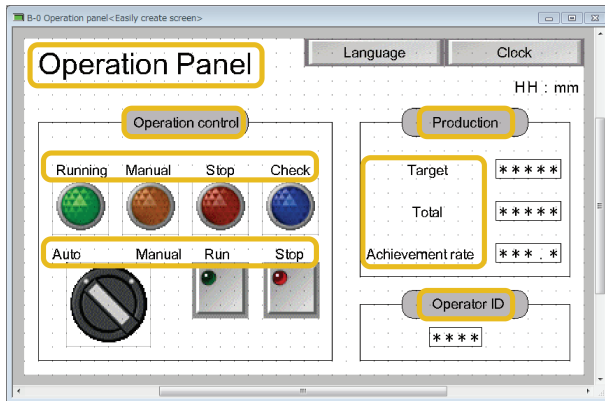 B-0 Operation panel<Easily create screen>
Operation Panel
Language
Clock
HH : mm
Operation control
Production
Running Manual Stop Check
Target *****
Total *****
Auto Manual Run Stop
Achievement rate ***.*
Operator ID
****